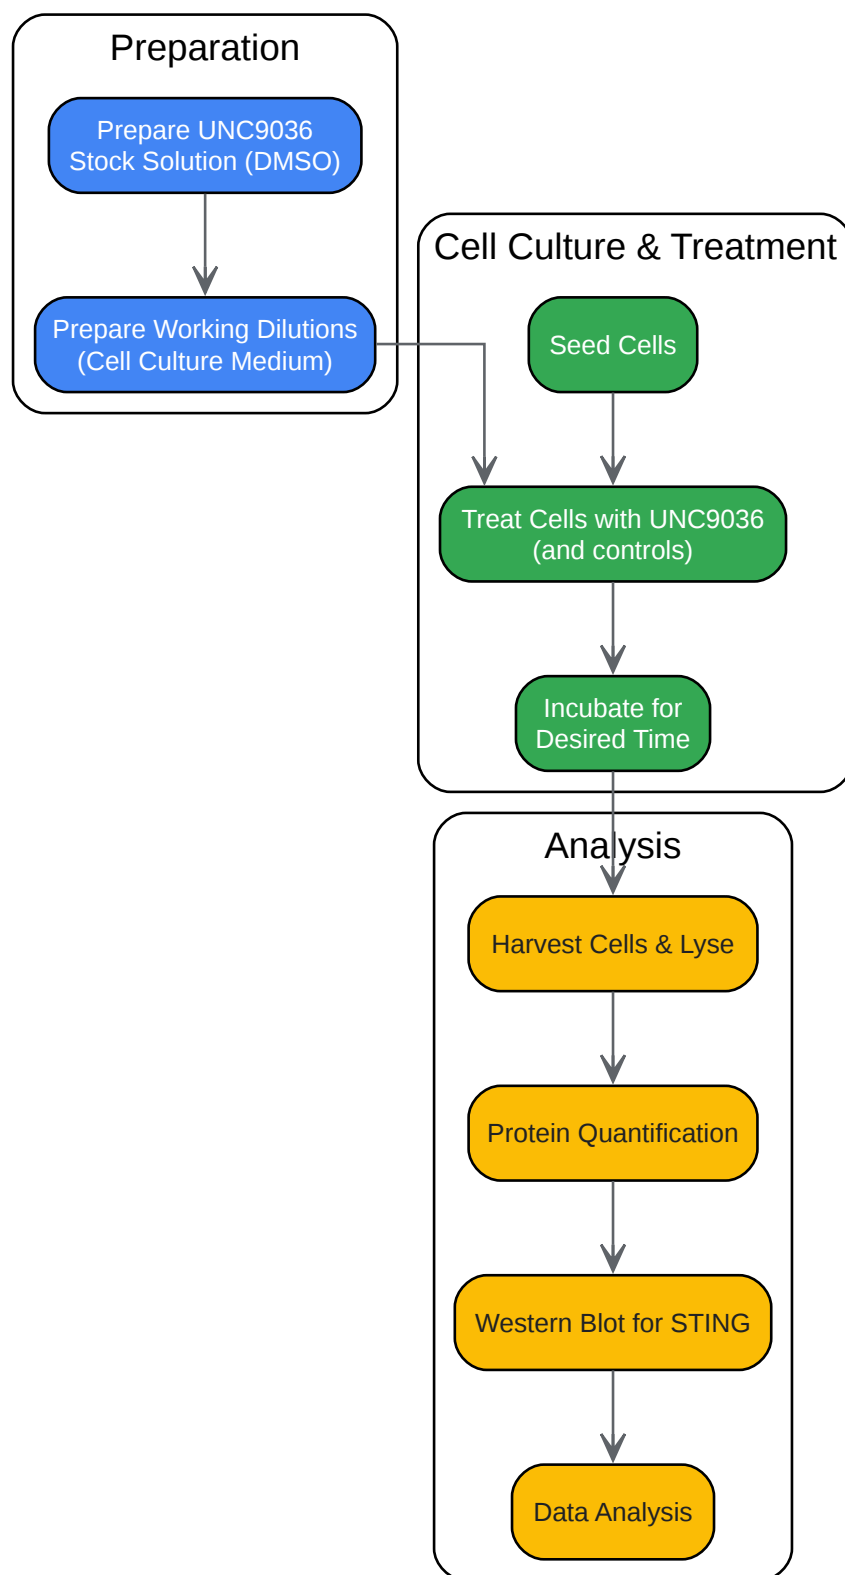 Preparation
Prepare UNC9036
Stock Solution (DMSO)
Prepare Working Dilutions
(Cell Culture Medium)
Cell Culture & Treatment
Seed Cells
Treat Cells with UNC9036
(and controls)
Incubate for
Desired Time
Analysis
Harvest Cells & Lyse
Protein Quantification
Western Blot for STING
Data Analysis